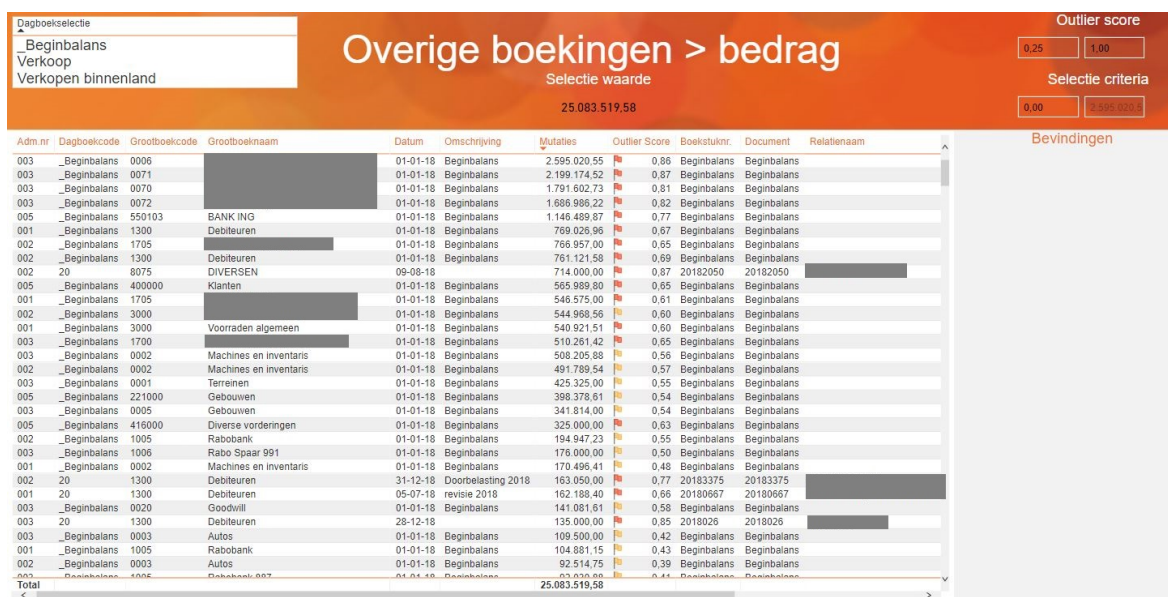 Dagboekselectie
_Beginbalans
Verkoop
Verkopen binnenland
Overige boekingen > bedrag
Selectie waarde
25.083.519,58
Outlier score
0,25 1,00
Selectie criteria
0,00 2.595.020,5
Bevindingen
Adm.nr Dagboekcode Grootboekcode Grootboeknaam Datum Omschrijving Mutaties Outlier Score Boekstuknr. Document Relatienaam
003 _Beginbalans 0006 01-01-18 Beginbalans 2.595.020,55 0,86 Beginbalans Beginbalans
003 _Beginbalans 0071 01-01-18 Beginbalans 2.199.174,52 0,87 Beginbalans Beginbalans
003 _Beginbalans 0070 01-01-18 Beginbalans 1.791.602,73 0,81 Beginbalans Beginbalans
003 _Beginbalans 0072 01-01-18 Beginbalans 1.686.986,22 0,82 Beginbalans Beginbalans
005 _Beginbalans 550103 BANK ING 01-01-18 Beginbalans 1.146.489,87 0,77 Beginbalans Beginbalans
001 _Beginbalans 1300 Debiteuren 01-01-18 Beginbalans 769.026,96 0,67 Beginbalans Beginbalans
002 _Beginbalans 1705 01-01-18 Beginbalans 766.957,00 0,65 Beginbalans Beginbalans
002 _Beginbalans 1300 Debiteuren 01-01-18 Beginbalans 761.121,58 0,69 Beginbalans Beginbalans
002 20 8075 DIVERSEN 09-08-18 714.000,00 0,87 20182050 20182050
005 _Beginbalans 400000 Klanten 01-01-18 Beginbalans 565.989,80 0,65 Beginbalans Beginbalans
001 _Beginbalans 1705 01-01-18 Beginbalans 546.575,00 0,61 Beginbalans Beginbalans
002 _Beginbalans 3000 01-01-18 Beginbalans 544.968,56 0,60 Beginbalans Beginbalans
001 _Beginbalans 3000 Voorraden algemeen 01-01-18 Beginbalans 540.921,51 0,60 Beginbalans Beginbalans
003 _Beginbalans 1700 01-01-18 Beginbalans 510.261,42 0,65 Beginbalans Beginbalans
003 _Beginbalans 0002 Machines en inventaris 01-01-18 Beginbalans 508.205,88 0,56 Beginbalans Beginbalans
002 _Beginbalans 0002 Machines en inventaris 01-01-18 Beginbalans 491.789,54 0,57 Beginbalans Beginbalans
003 _Beginbalans 0001 Terreinen 01-01-18 Beginbalans 425.325,00 0,55 Beginbalans Beginbalans
005 _Beginbalans 221000 Gebouwen 01-01-18 Beginbalans 398.378,61 0,54 Beginbalans Beginbalans
003 _Beginbalans 0005 Gebouwen 01-01-18 Beginbalans 341.814,00 0,54 Beginbalans Beginbalans
005 _Beginbalans 416000 Diverse vorderingen 01-01-18 Beginbalans 325.000,00 0,63 Beginbalans Beginbalans
002 _Beginbalans 1005 Rabobank 01-01-18 Beginbalans 194.947,23 0,55 Beginbalans Beginbalans
003 _Beginbalans 1006 Rabo Spaar 991 01-01-18 Beginbalans 176.000,00 0,50 Beginbalans Beginbalans
001 _Beginbalans 0002 Machines en inventaris 01-01-18 Beginbalans 170.496,41 0,48 Beginbalans Beginbalans
002 20 1300 Debiteuren 31-12-18 Doorbelasting 2018 163.050,00 0,77 20183375 20183375
001 20 1300 Debiteuren 05-07-18 revisie 2018 162.188,40 0,66 20180667 20180667
003 _Beginbalans 0020 Goodwill 01-01-18 Beginbalans 141.081,61 0,58 Beginbalans Beginbalans
003 20 1300 Debiteuren 28-12-18 135.000,00 0,85 2018026 2018026
003 _Beginbalans 0003 Autos 01-01-18 Beginbalans 109.500,00 0,42 Beginbalans Beginbalans
001 _Beginbalans 1005 Rabobank 01-01-18 Beginbalans 104.881,15 0,43 Beginbalans Beginbalans
002 _Beginbalans 0003 Autos 01-01-18 Beginbalans 92.514,75 0,39 Beginbalans Beginbalans
Total 25.083.519,58